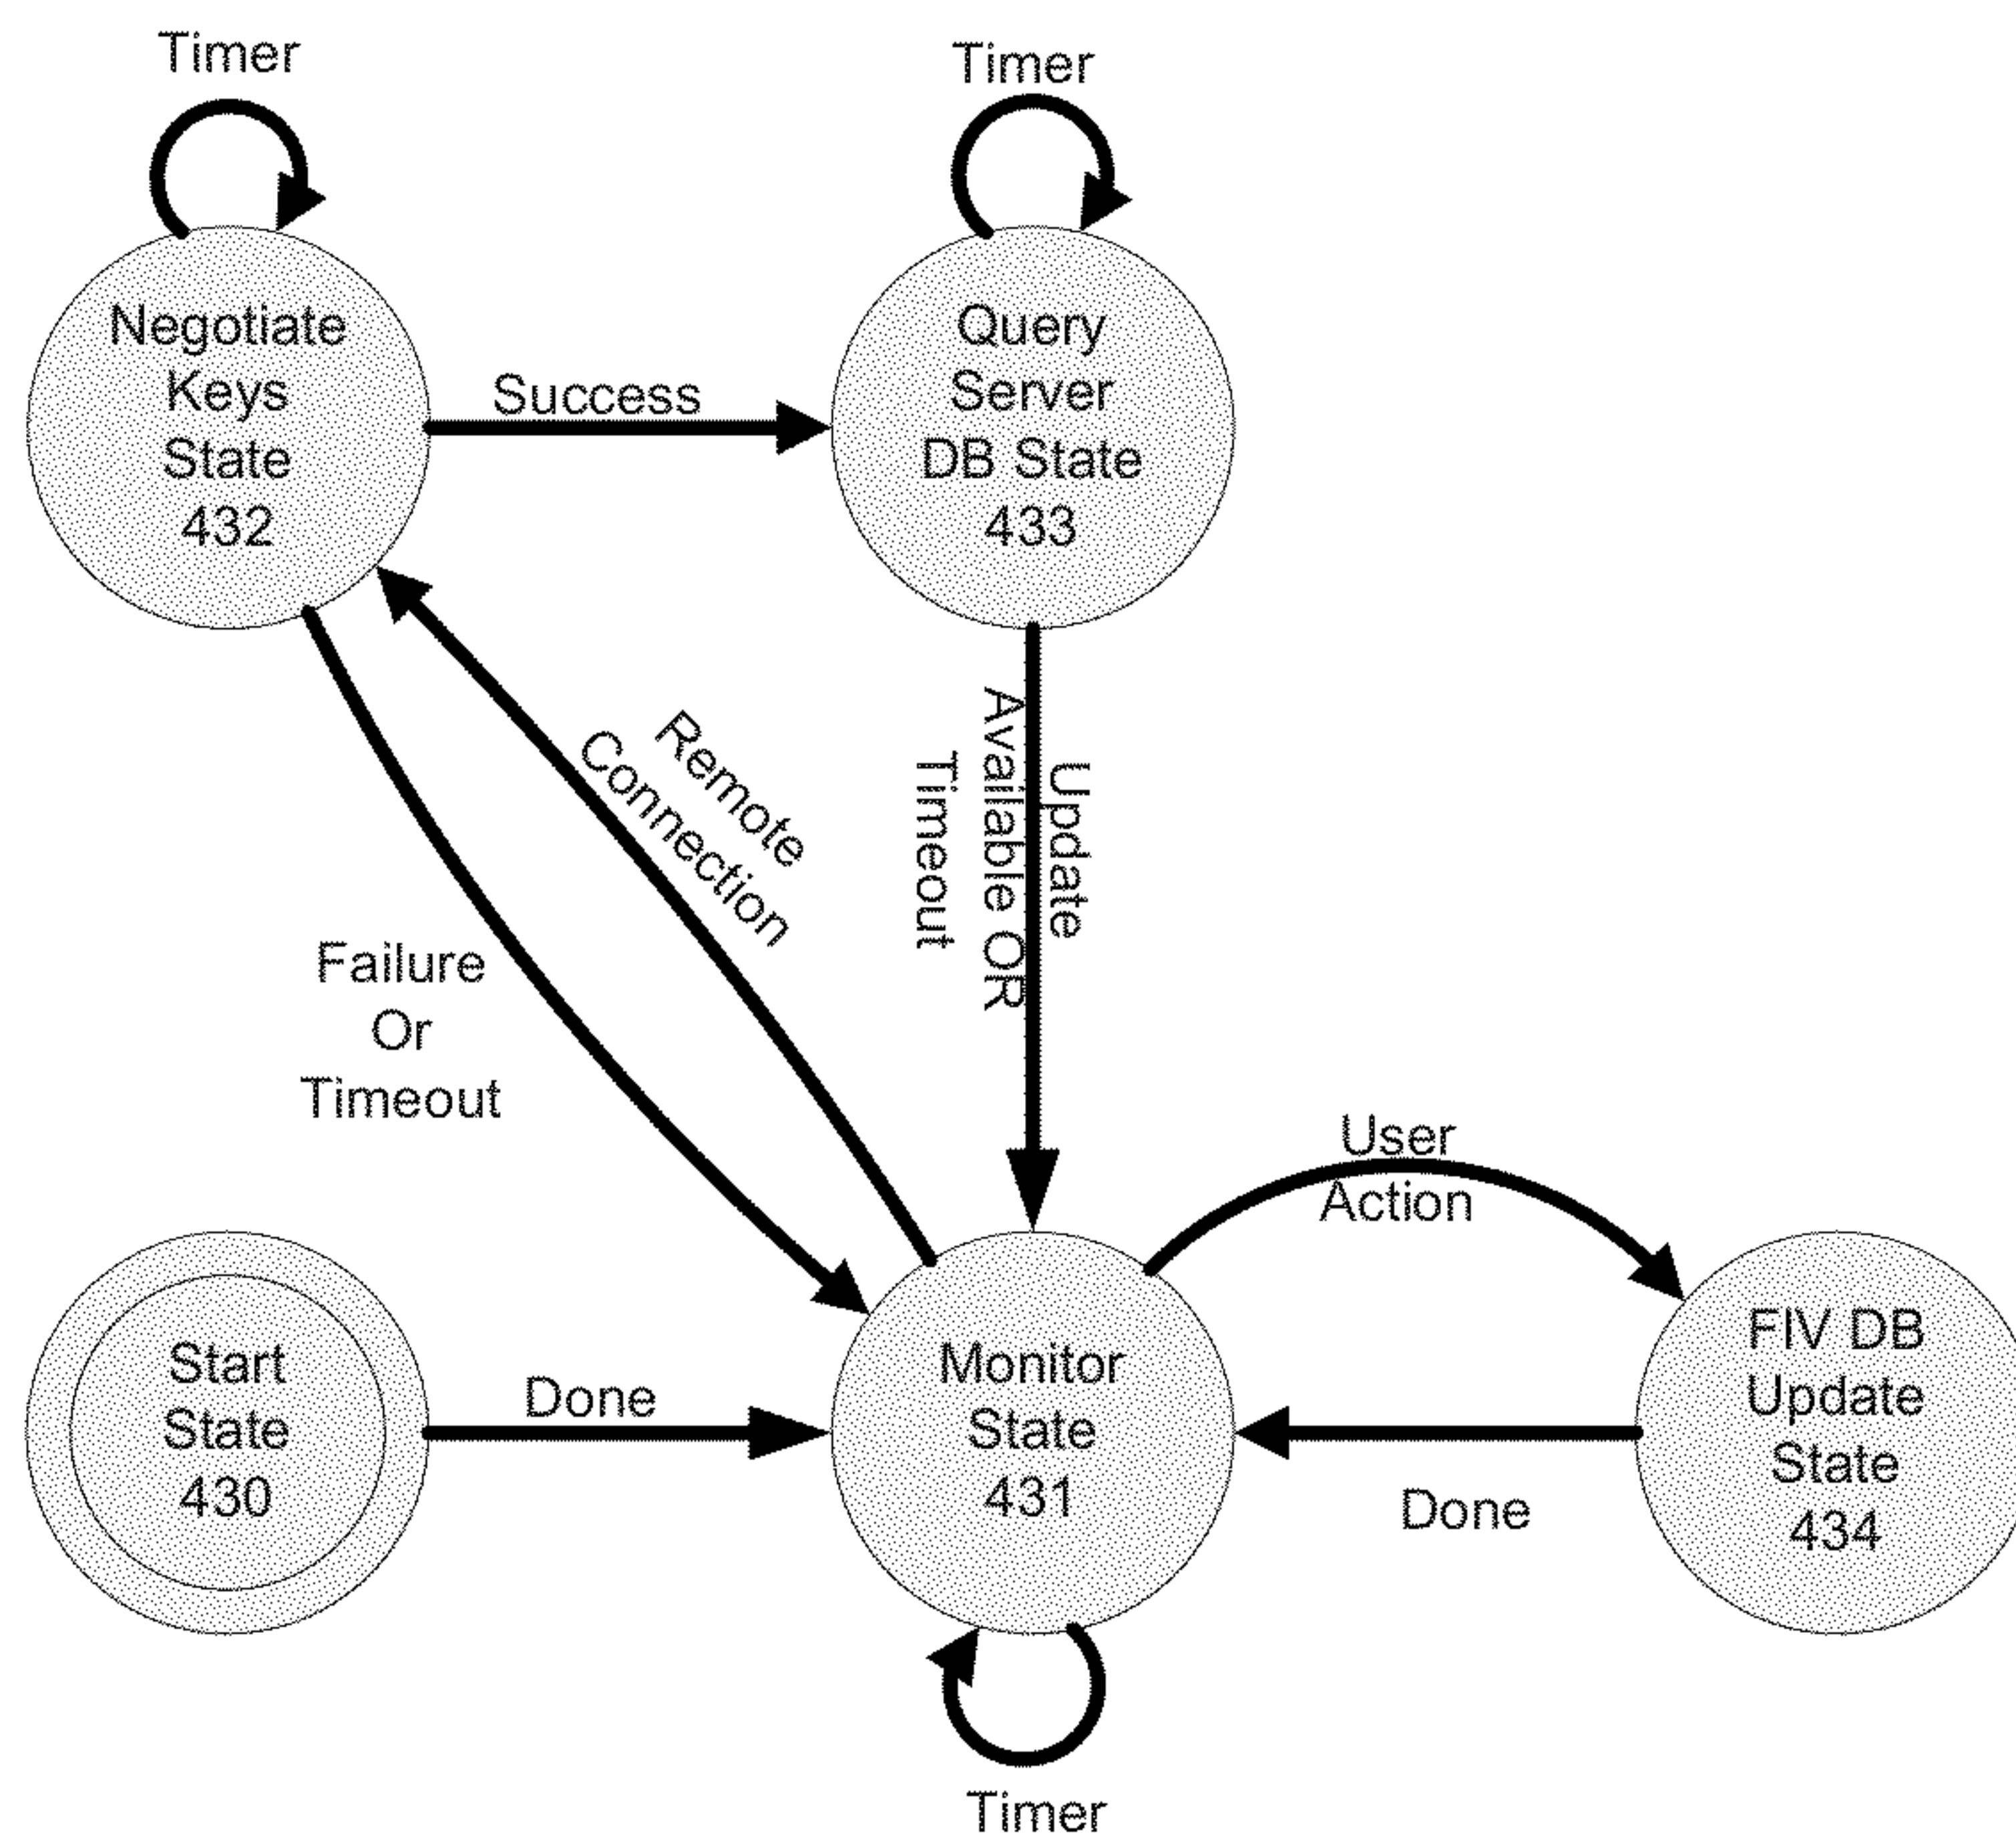 Timer
Timer
Negotiate
Keys
State
432
Success
Query
Server
DB State
433
Remote
Connection
Update
Available OR
Timeout
Failure
Or
Timeout
User
Action
Start
State
430
Done
Monitor
State
431
FIV DB
Update
State
434
Done
Timer